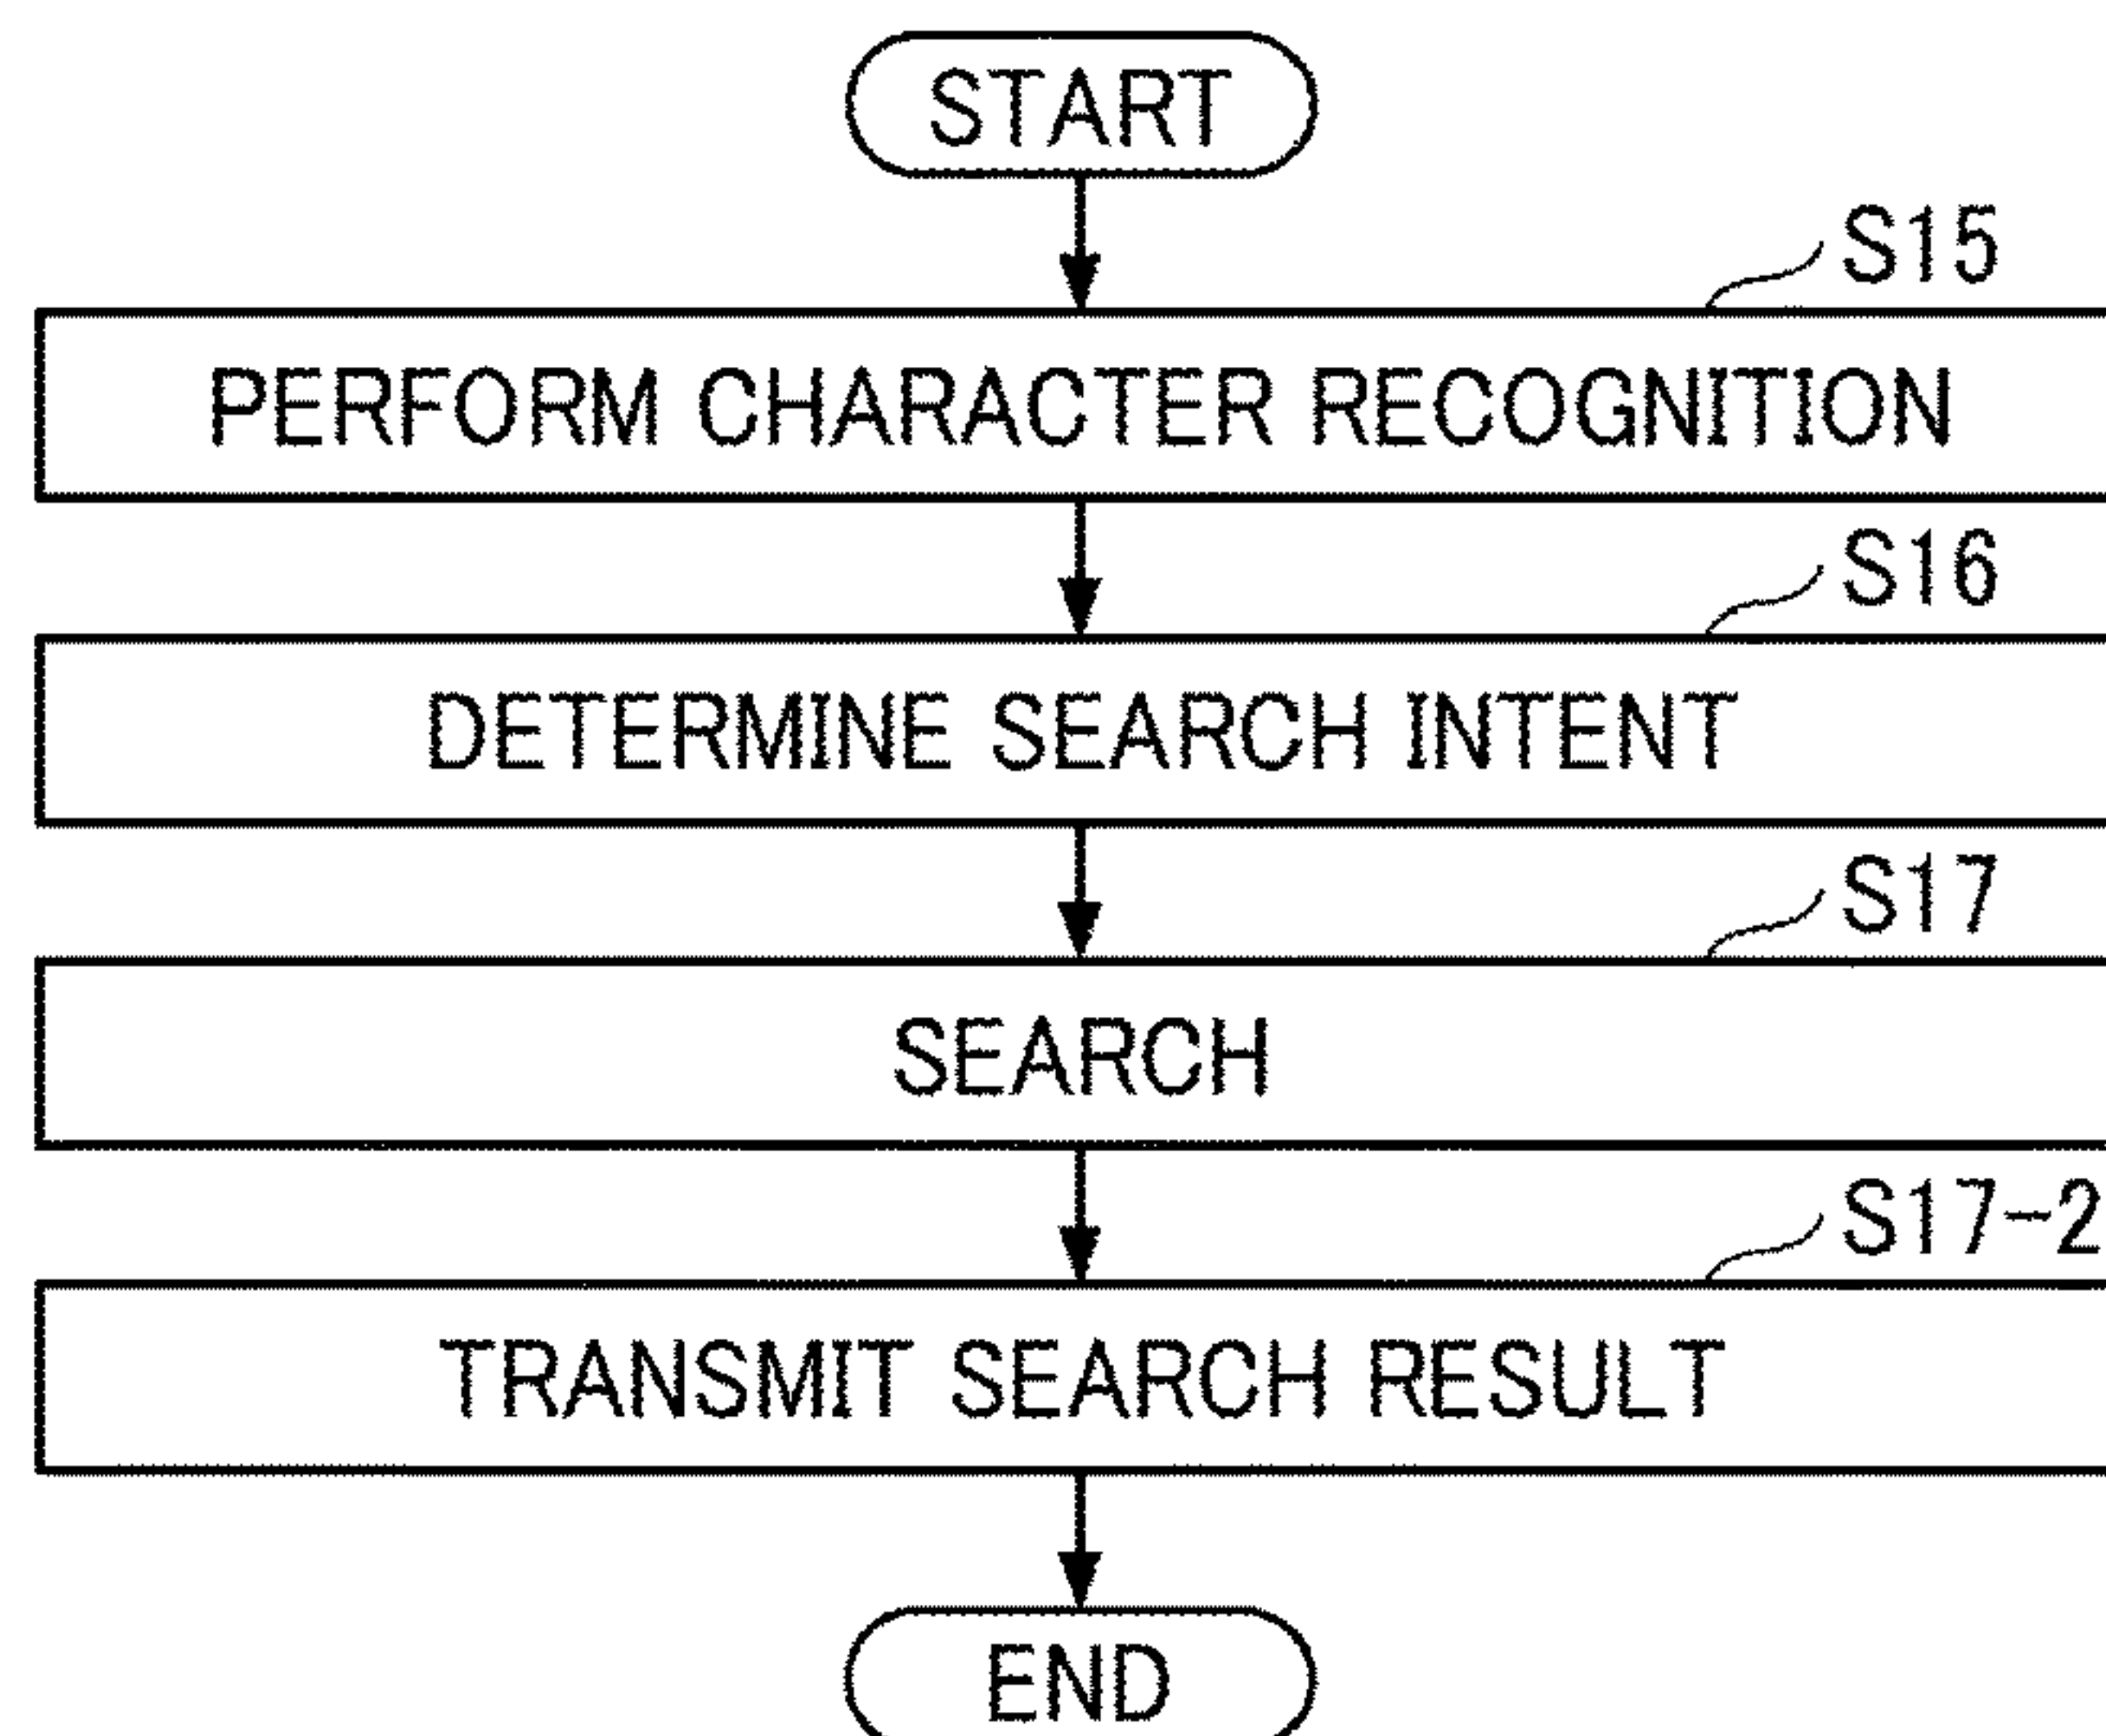 START
S15
PERFORM CHARACTER RECOGNITION
S16
DETERMINE SEARCH INTENT
S17
SEARCH
S17-2
TRANSMIT SEARCH RESULT
END